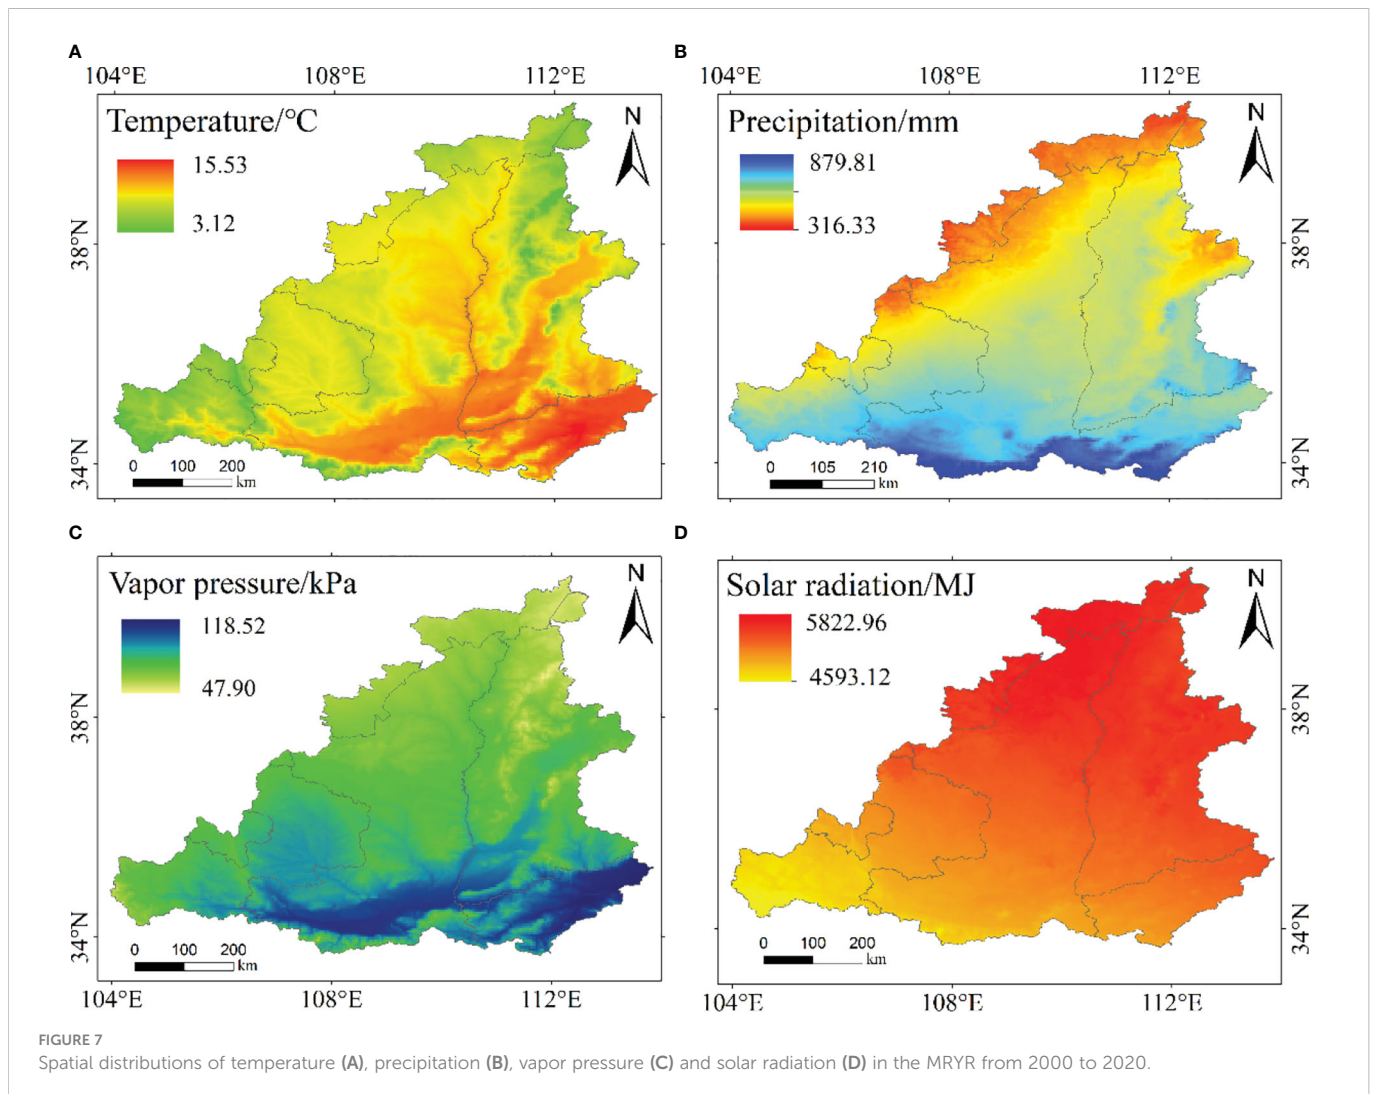 A
104°E 108°E 112°E
Temperature/°C
15.53
3.12
N
38°N
34°N
0 100 200
km
B
104°E 108°E 112°E
Precipitation/mm
879.81
316.33
N
38°N
34°N
0 105 210
km
C
Vapor pressure/kPa
118.52
47.90
N
38°N
34°N
0 100 200
km
104°E 108°E 112°E
D
Solar radiation/MJ
5822.96
4593.12
N
38°N
34°N
0 100 200
km
104°E 108°E 112°E
FIGURE 7
Spatial distributions of temperature (A), precipitation (B), vapor pressure (C) and solar radiation (D) in the MRYR from 2000 to 2020.